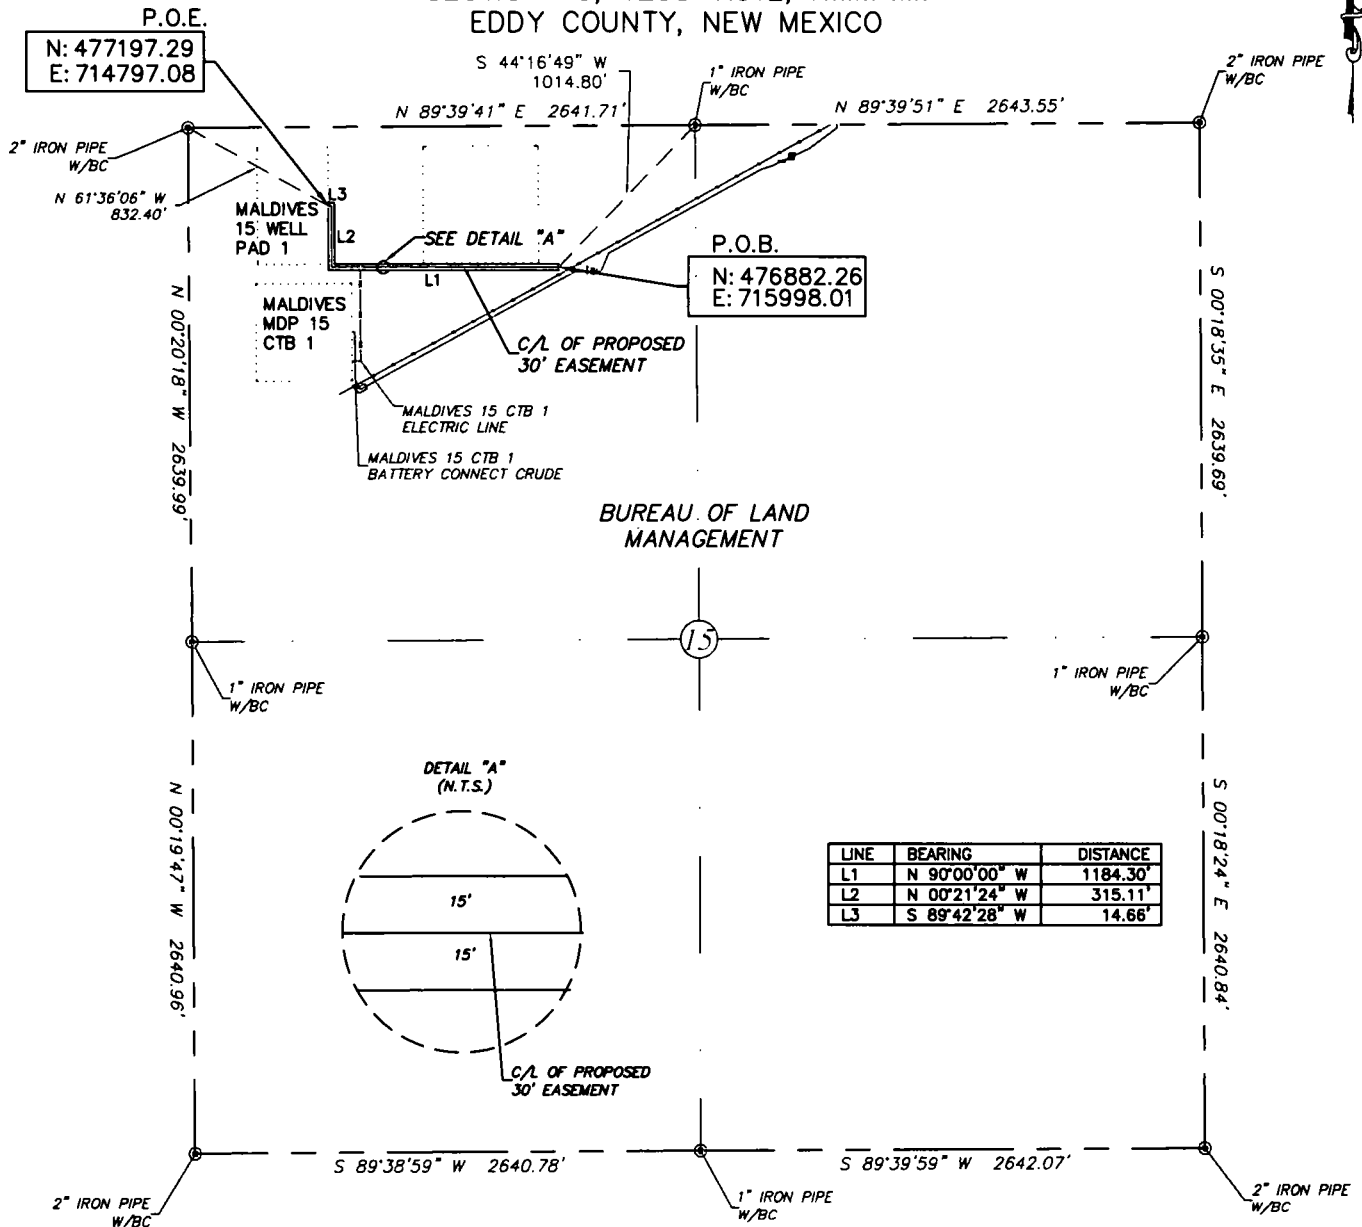 EDDY COUNTY, NEW MEXICO
P.O.E.
N: 477197.29
E: 714797.08
S 44°16'49" W
1014.80'
1" IRON PIPE
W/BC
2" IRON PIPE
W/BC
N 89°39'41" E 2641.71'
N 89°39'51" E 2643.55'
2" IRON PIPE
W/BC
N 61°36'06" W
832.40'
L3
MALDIVES
15 WELL
PAD 1
L2
SEE DETAIL "A"
L1
P.O.B.
N: 476882.26
E: 715998.01
MALDIVES
MDP 15
CTB 1
C/L OF PROPOSED
30' EASEMENT
MALDIVES 15 CTB 1
ELECTRIC LINE
MALDIVES 15 CTB 1
BATTERY CONNECT CRUDE
N 00°20'18" W 2639.99'
S 00°18'35" E 2639.69'
BUREAU OF LAND
MANAGEMENT
15
1" IRON PIPE
W/BC
1" IRON PIPE
W/BC
DETAIL "A"
(N.T.S.)
15'
15'
C/L OF PROPOSED
30' EASEMENT
LINE BEARING DISTANCE
L1 N 90°00'00" W 1184.30'
L2 N 00°21'24" W 315.11'
L3 S 89°42'28" W 14.66'
N 00°19'47" W 2640.96'
S 00°18'24" E 2640.84'
S 89°38'59" W 2640.78'
S 89°39'59" W 2642.07'
2" IRON PIPE
W/BC
1" IRON PIPE
W/BC
2" IRON PIPE
W/BC